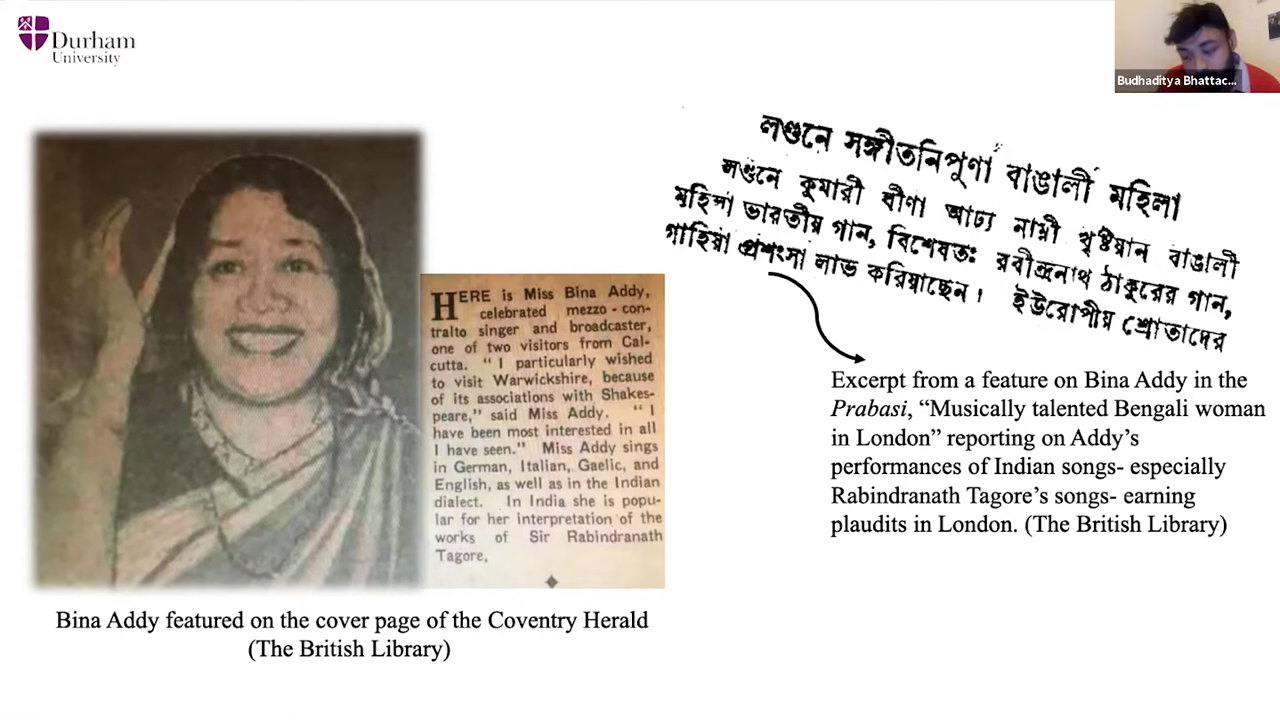 Durham
University
Budhaditya Bhattac...
HERE is Miss Bina Addy,
celebrated mezzo-con-
tralto singer and broadcaster,
one of two visitors from Cal-
cutta. "I particularly wished
to visit Warwickshire, because
of its associations with Shakes-
peare," said Miss Addy. "I
have been most interested in all
I have seen." Miss Addy sings
in German, Italian, Gaelic, and
English, as well as in the Indian
dialect. In India she is popu-
lar for her interpretation of the
works of Sir Rabindranath
Tagore,
Bina Addy featured on the cover page of the Coventry Herald
(The British Library)
লণ্ডনে সঙ্গীতনিপুণা বাঙালী মহিলা
লণ্ডনে কুমারী বীণা আঢ্য নাম্নী খৃষ্টিয়ান বাঙালী
মহিলা ভারতীয় গান, বিশেষতঃ রবীন্দ্রনাথ ঠাকুরের গান,
গাহিয়া প্রশংসা লাভ করিয়াছেন। ইউরোপীয় শ্রোতাদের
Excerpt from a feature on Bina Addy in the
Prabasi, “Musically talented Bengali woman
in London” reporting on Addy’s
performances of Indian songs- especially
Rabindranath Tagore’s songs- earning
plaudits in London. (The British Library)